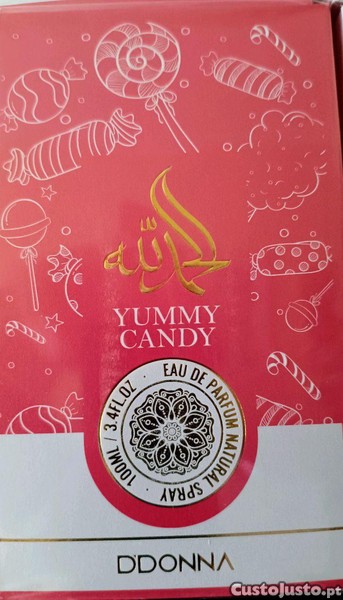 الحمد لله
YUMMY
CANDY
100ML / 3.4FL.OZ · EAU DE PARFUM NATURAL SPRAY ·
D'DONNA
CustoJusto.pt